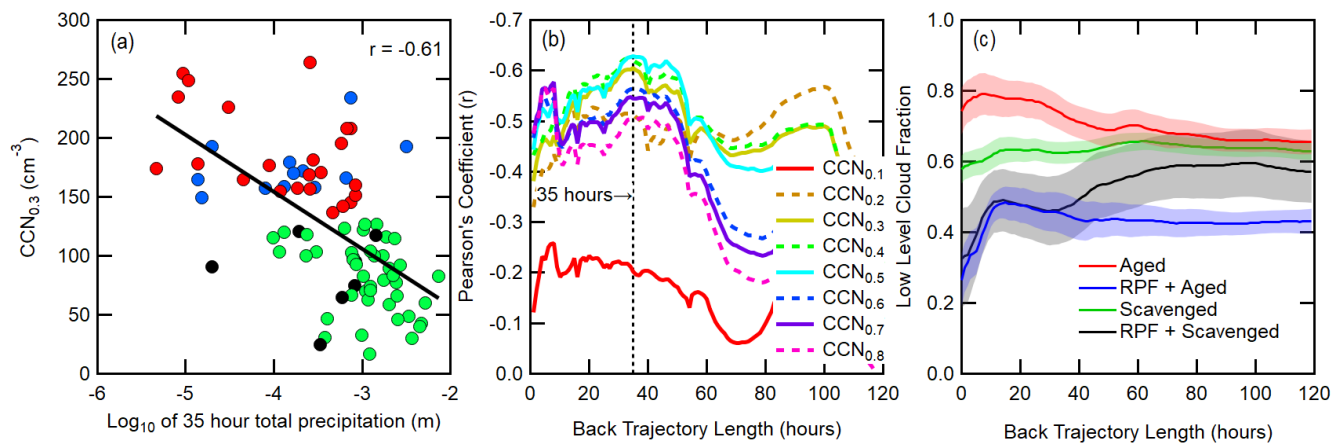 (a)
r = -0.61
CCN0.3 (cm-3)
300
250
200
150
100
50
0
-6
-5
-4
-3
-2
Log10 of 35 hour total precipitation (m)
(b)
Pearson's Coefficient (r)
-0.7
-0.6
-0.5
-0.4
-0.3
-0.2
-0.1
0.0
35 hours→
CCN0.1
CCN0.2
CCN0.3
CCN0.4
CCN0.5
CCN0.6
CCN0.7
CCN0.8
0
20
40
60
80
100
120
Back Trajectory Length (hours)
(c)
Low Level Cloud Fraction
1.0
0.8
0.6
0.4
0.2
0.0
Aged
RPF + Aged
Scavenged
RPF + Scavenged
0
20
40
60
80
100
120
Back Trajectory Length (hours)